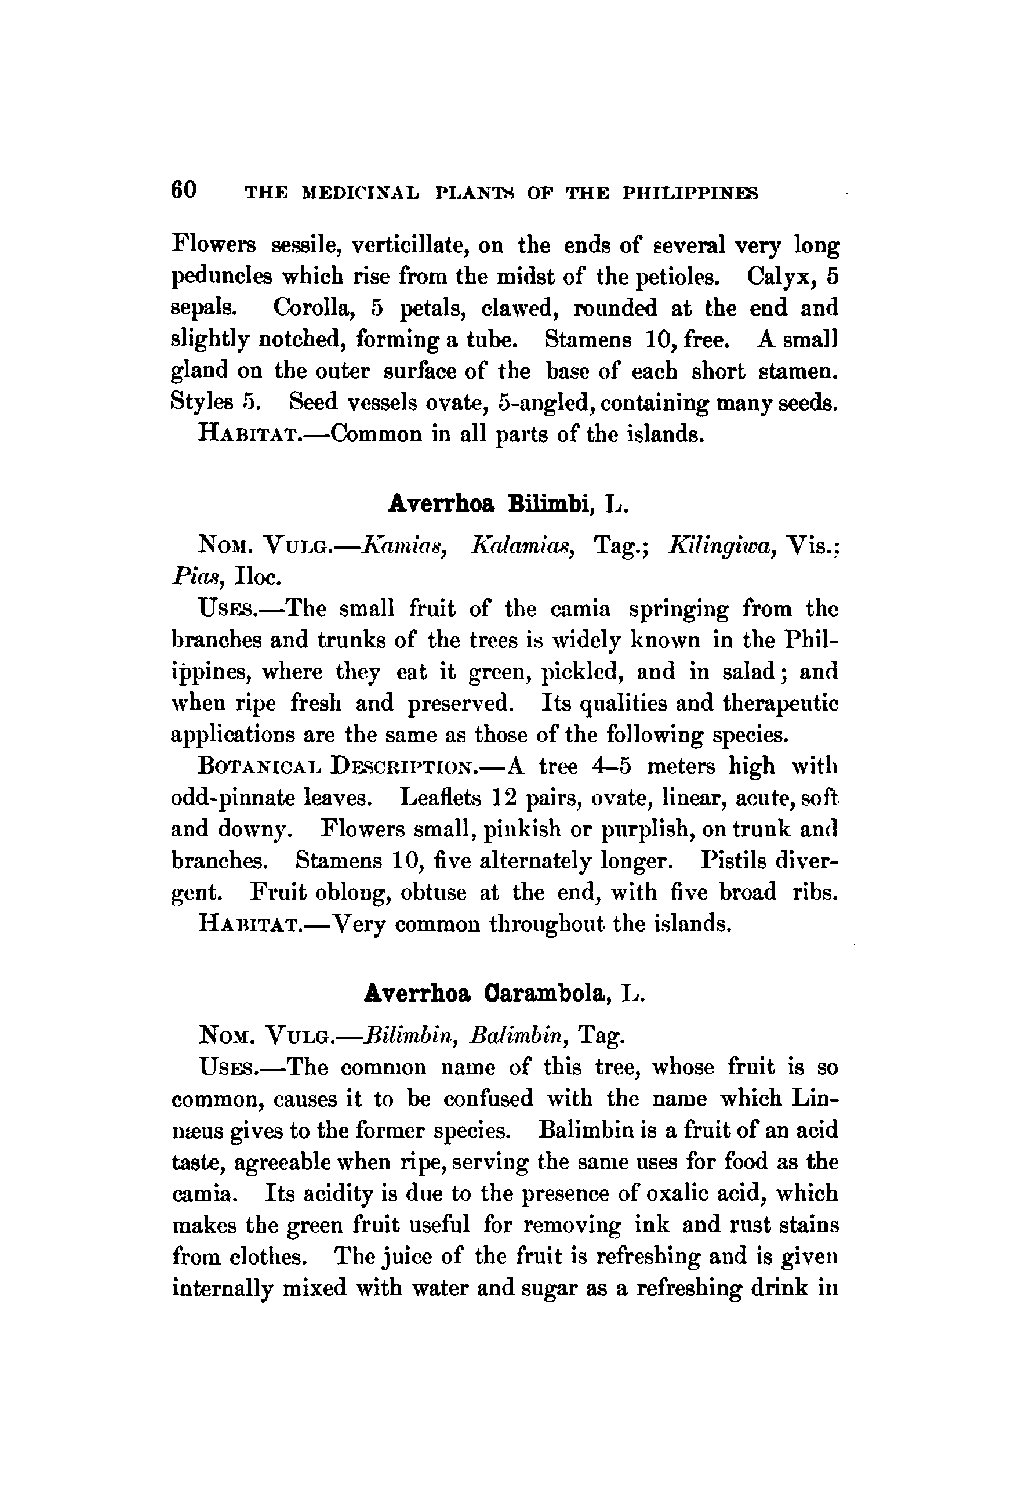 60 THE MEDICINAL PLANTS OF THE PHILIPPINES
Flowers sessile, verticillate, on the ends of several very long
peduncles which rise from the midst of the petioles. Calyx, 5
sepals. Corolla, 5 petals, clawed, rounded at the end and
slightly notched, forming a tube. Stamens 10, free. A small
gland on the outer surface of the base of each short stamen.
Styles 5. Seed vessels ovate, 5-angled, containing many seeds.
HABITAT.—Common in all parts of the islands.
Averrhoa Bilimbi, L.
NOM. VULG.—Kamias, Kalamias, Tag.; Kilingiwa, Vis.;
Pias, Iloc.
USES.—The small fruit of the camia springing from the
branches and trunks of the trees is widely known in the Phil-
ippines, where they eat it green, pickled, and in salad; and
when ripe fresh and preserved. Its qualities and therapeutic
applications are the same as those of the following species.
BOTANICAL DESCRIPTION.—A tree 4–5 meters high with
odd-pinnate leaves. Leaflets 12 pairs, ovate, linear, acute, soft
and downy. Flowers small, pinkish or purplish, on trunk and
branches. Stamens 10, five alternately longer. Pistils diver-
gent. Fruit oblong, obtuse at the end, with five broad ribs.
HABITAT.—Very common throughout the islands.
Averrhoa Carambola, L.
NOM. VULG.—Bilimbin, Balimbin, Tag.
USES.—The common name of this tree, whose fruit is so
common, causes it to be confused with the name which Lin-
næus gives to the former species. Balimbin is a fruit of an acid
taste, agreeable when ripe, serving the same uses for food as the
camia. Its acidity is due to the presence of oxalic acid, which
makes the green fruit useful for removing ink and rust stains
from clothes. The juice of the fruit is refreshing and is given
internally mixed with water and sugar as a refreshing drink in